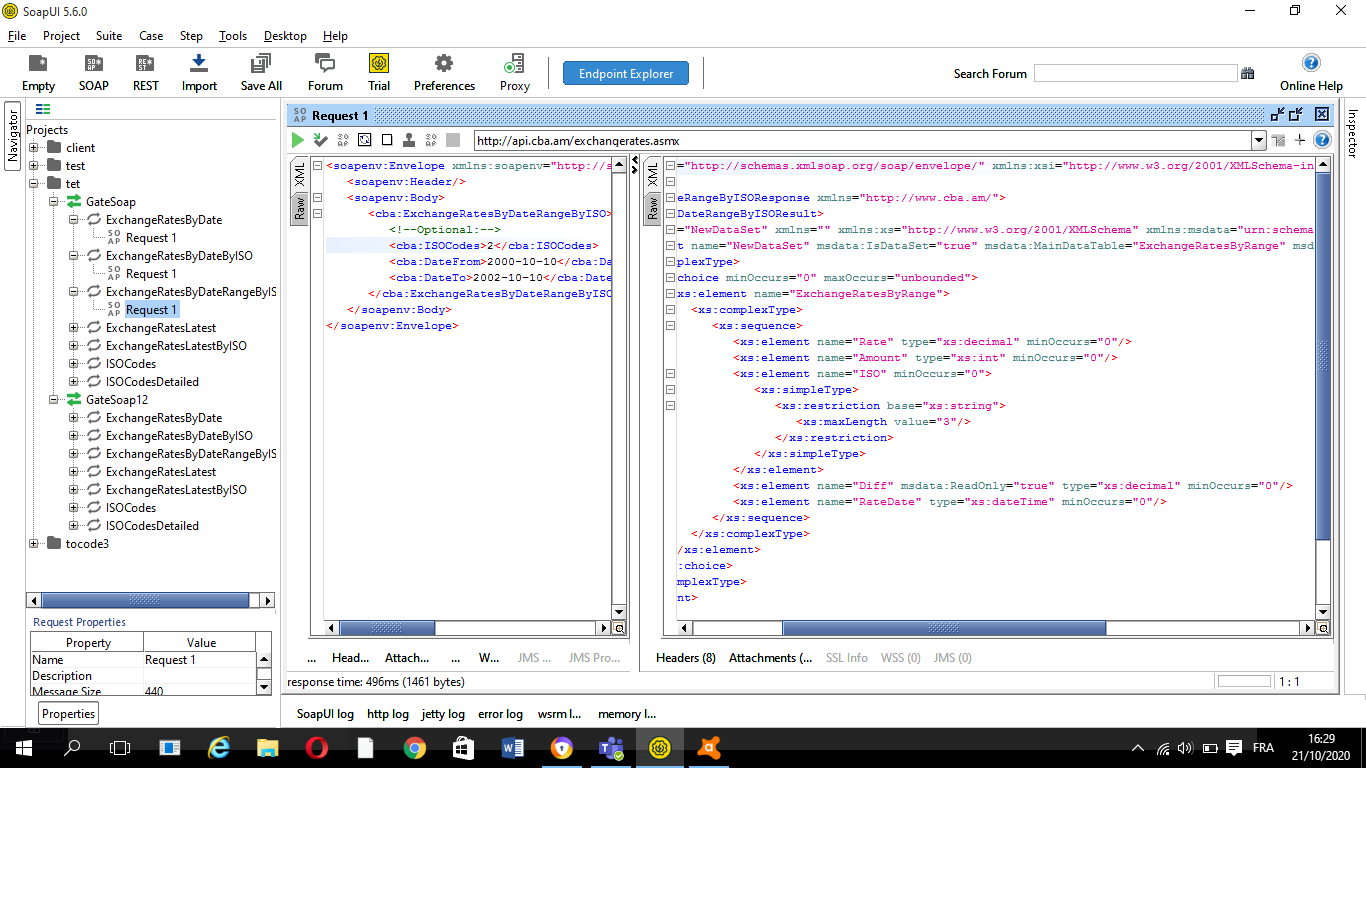 SoapUI 5.6.0
File Project Suite Case Step Tools Desktop Help
Empty SOAP REST Import Save All Forum Trial Preferences Proxy Endpoint Explorer Search Forum Online Help
Navigator
Projects
client
test
tet
GateSoap
ExchangeRatesByDate
Request 1
ExchangeRatesByDateByISO
Request 1
ExchangeRatesByDateRangeByIS
Request 1
ExchangeRatesLatest
ExchangeRatesLatestByISO
ISOCodes
ISOCodesDetailed
GateSoap12
ExchangeRatesByDate
ExchangeRatesByDateByISO
ExchangeRatesByDateRangeByIS
ExchangeRatesLatest
ExchangeRatesLatestByISO
ISOCodes
ISOCodesDetailed
tocode3
Request Properties
Property Value
Name Request 1
Description
Message Size 440
Properties
SOAP Request 1
http://api.cba.am/exchangerates.asmx
XML
Raw
<soapenv:Envelope xmlns:soapenv="http://s
<soapenv:Header/>
<soapenv:Body>
<cba:ExchangeRatesByDateRangeByISO>
<!--Optional:-->
<cba:ISOCodes>2</cba:ISOCodes>
<cba:DateFrom>2000-10-10</cba:Da
<cba:DateTo>2002-10-10</cba:Date
</cba:ExchangeRatesByDateRangeByISO
</soapenv:Body>
</soapenv:Envelope>
... Head... Attach... ... W... JMS ... JMS Pro...
XML
Raw
="http://schemas.xmlsoap.org/soap/envelope/" xmlns:xsi="http://www.w3.org/2001/XMLSchema-in
eRangeByISOResponse xmlns="http://www.cba.am/">
DateRangeByISOResult>
="NewDataSet" xmlns="" xmlns:xs="http://www.w3.org/2001/XMLSchema" xmlns:msdata="urn:schema
t name="NewDataSet" msdata:IsDataSet="true" msdata:MainDataTable="ExchangeRatesByRange" msd
plexType>
choice minOccurs="0" maxOccurs="unbounded">
xs:element name="ExchangeRatesByRange">
<xs:complexType>
<xs:sequence>
<xs:element name="Rate" type="xs:decimal" minOccurs="0"/>
<xs:element name="Amount" type="xs:int" minOccurs="0"/>
<xs:element name="ISO" minOccurs="0">
<xs:simpleType>
<xs:restriction base="xs:string">
<xs:maxLength value="3"/>
</xs:restriction>
</xs:simpleType>
</xs:element>
<xs:element name="Diff" msdata:ReadOnly="true" type="xs:decimal" minOccurs="0"/>
<xs:element name="RateDate" type="xs:dateTime" minOccurs="0"/>
</xs:sequence>
</xs:complexType>
/xs:element>
:choice>
mplexType>
nt>
Headers (8) Attachments (... SSL Info WSS (0) JMS (0)
response time: 496ms (1461 bytes)
1 : 1
SoapUI log http log jetty log error log wsrm l... memory l...
Inspector
FRA
16:29
21/10/2020